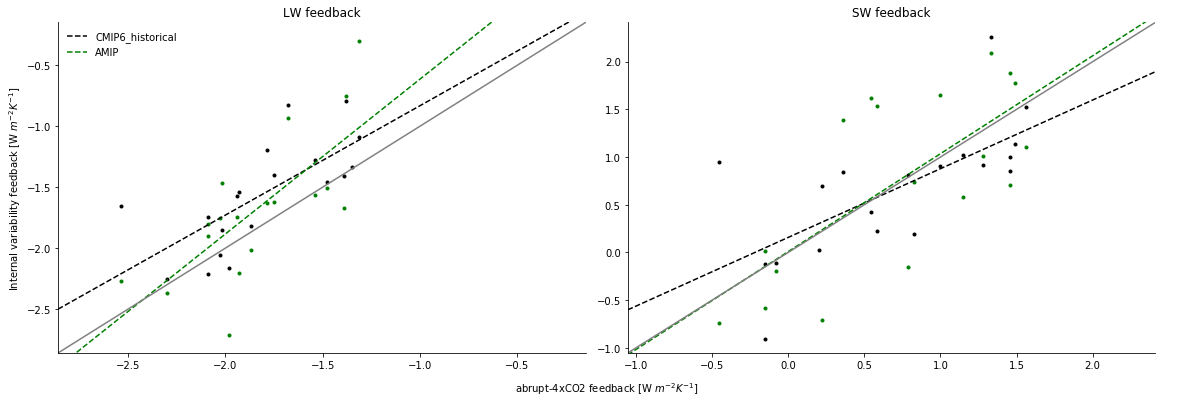 LW feedback
SW feedback
CMIP6_historical
AMIP
Internal variability feedback [W m⁻²K⁻¹]
−0.5
−1.0
−1.5
−2.0
−2.5
−2.5 −2.0 −1.5 −1.0 −0.5
2.0
1.5
1.0
0.5
0.0
−0.5
−1.0
−1.0 −0.5 0.0 0.5 1.0 1.5 2.0
abrupt-4xCO2 feedback [W m⁻²K⁻¹]